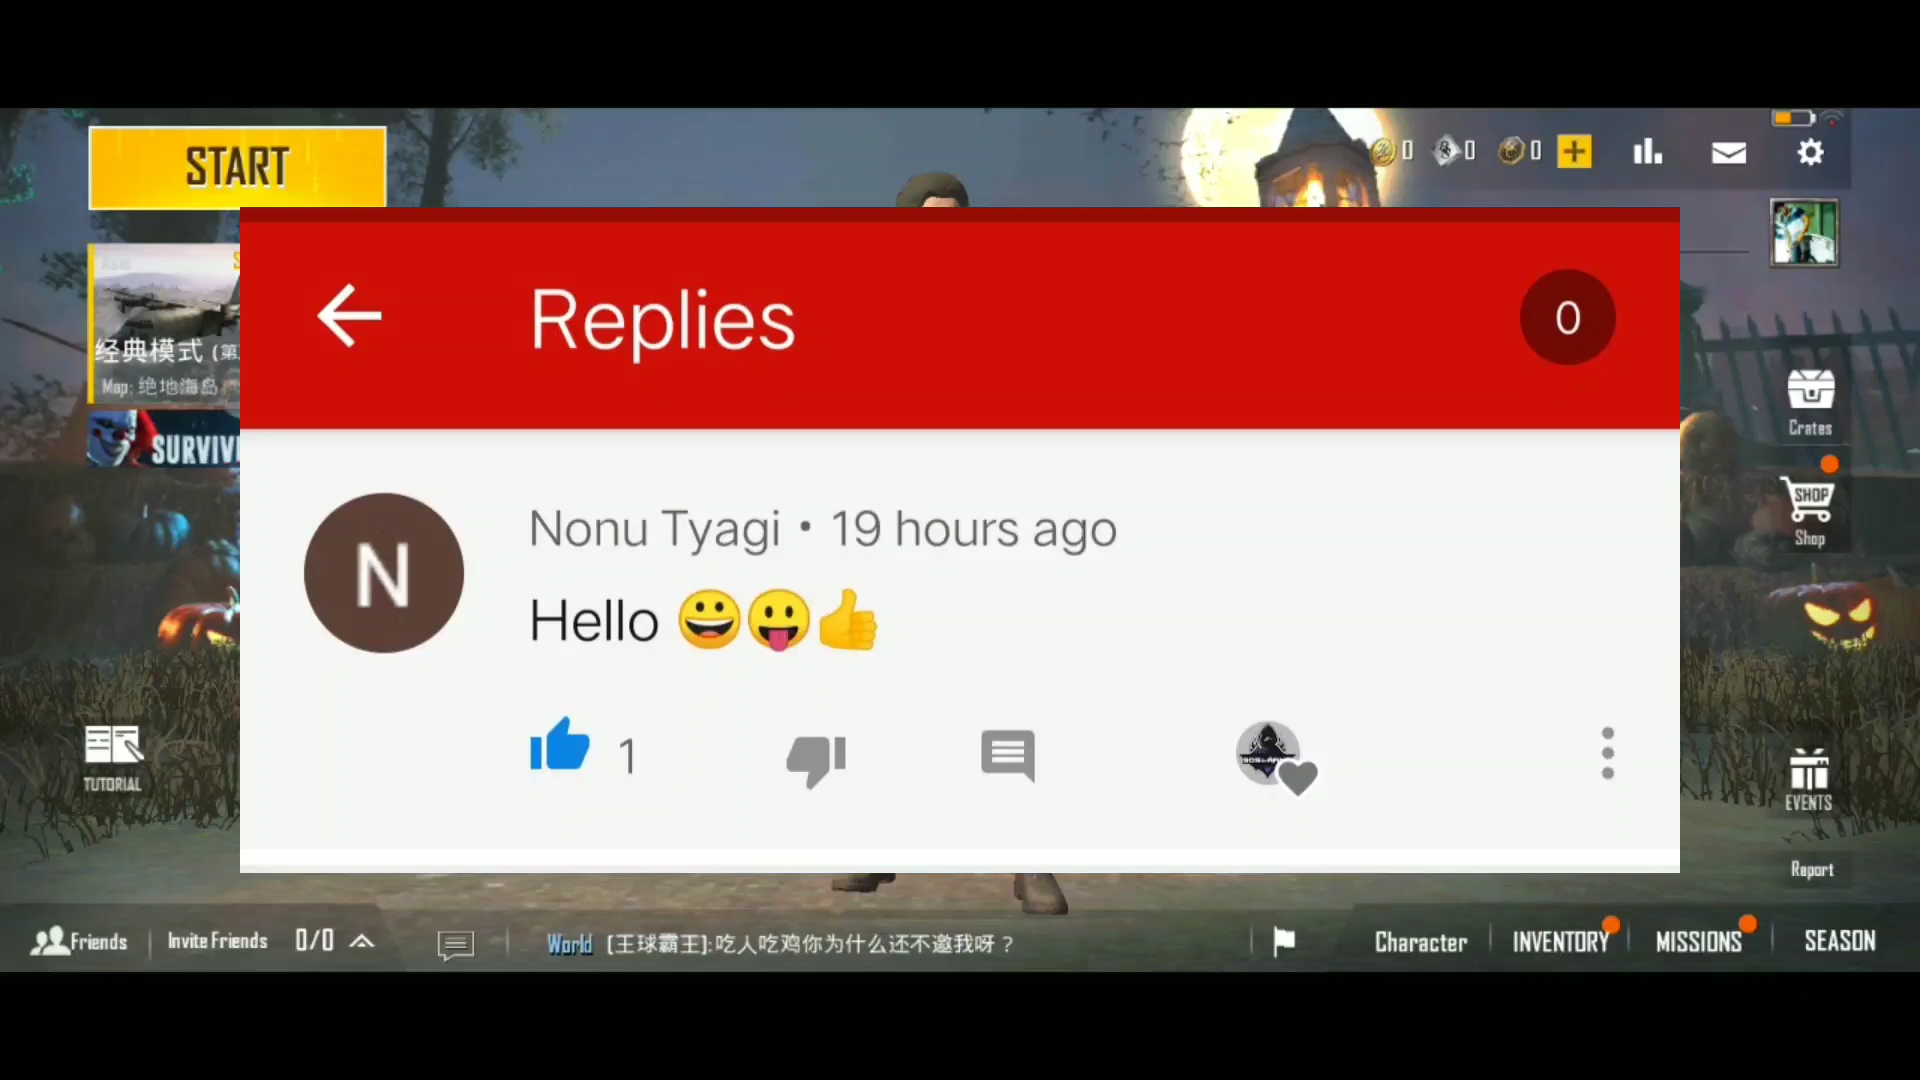 START
0 0 0
Asia
经典模式 (第
Map: 绝地海岛
SURVIV
Replies
0
N
Nonu Tyagi • 19 hours ago
Hello 😀😛👍
1
Crates
SHOP
Shop
TUTORIAL
EVENTS
Report
Friends
Invite Friends 0/0
World [王球霸王]:吃人吃鸡你为什么还不邀我呀？
Character
INVENTORY
MISSIONS
SEASON